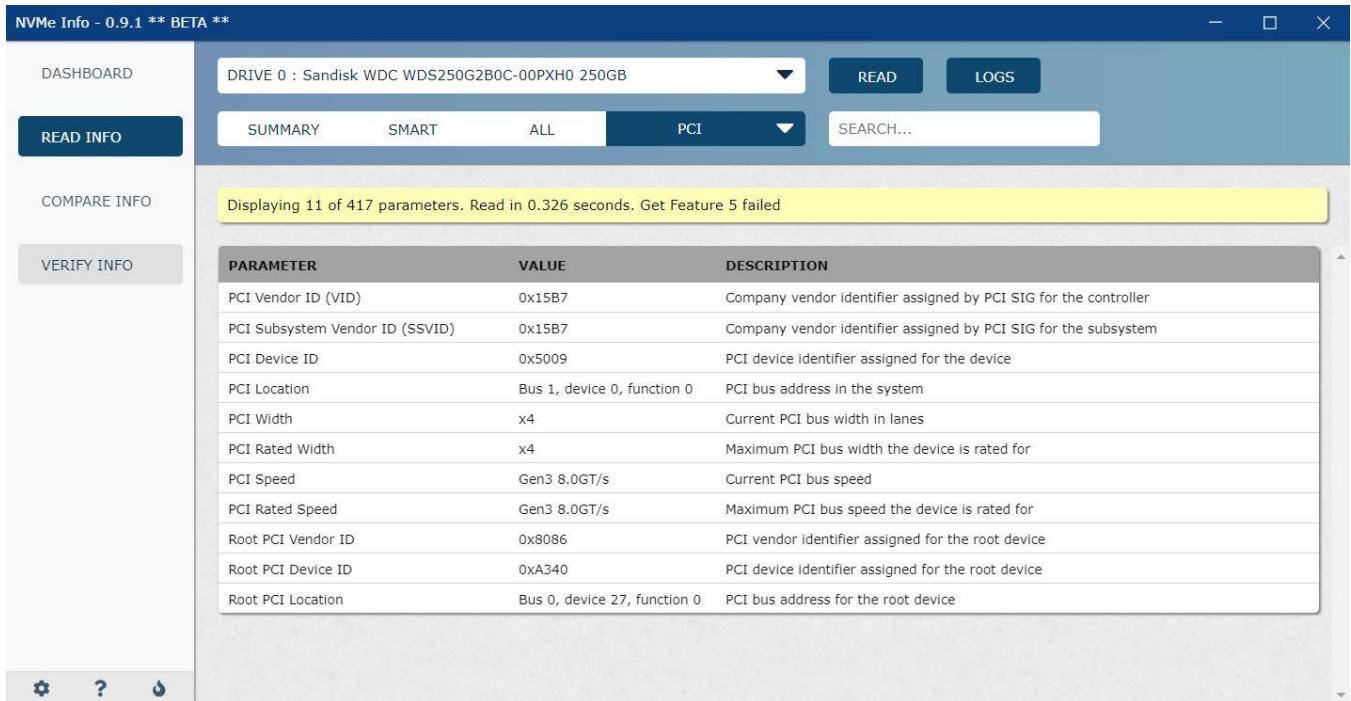 NVMe Info - 0.9.1 ** BETA **
DASHBOARD
READ INFO
COMPARE INFO
VERIFY INFO
DRIVE 0 : Sandisk WDC WDS250G2B0C-00PXH0 250GB
READ
LOGS
SUMMARY SMART ALL PCI
SEARCH...
Displaying 11 of 417 parameters. Read in 0.326 seconds. Get Feature 5 failed
PARAMETER VALUE DESCRIPTION
PCI Vendor ID (VID) 0x15B7 Company vendor identifier assigned by PCI SIG for the controller
PCI Subsystem Vendor ID (SSVID) 0x15B7 Company vendor identifier assigned by PCI SIG for the subsystem
PCI Device ID 0x5009 PCI device identifier assigned for the device
PCI Location Bus 1, device 0, function 0 PCI bus address in the system
PCI Width x4 Current PCI bus width in lanes
PCI Rated Width x4 Maximum PCI bus width the device is rated for
PCI Speed Gen3 8.0GT/s Current PCI bus speed
PCI Rated Speed Gen3 8.0GT/s Maximum PCI bus speed the device is rated for
Root PCI Vendor ID 0x8086 PCI vendor identifier assigned for the root device
Root PCI Device ID 0xA340 PCI device identifier assigned for the root device
Root PCI Location Bus 0, device 27, function 0 PCI bus address for the root device
?